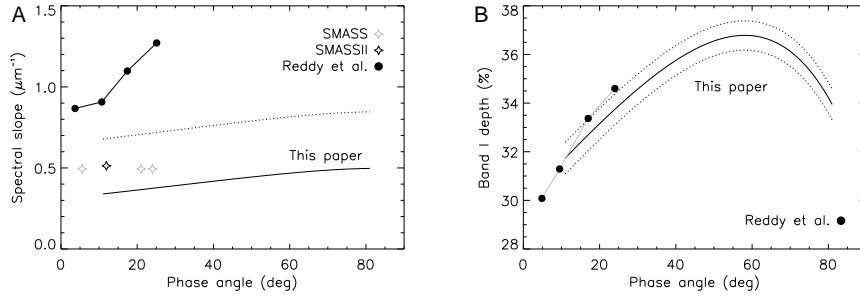 A
1.5
1.0
0.5
0.0
Spectral slope (μm⁻¹)
SMASS
SMASSII
Reddy et al.
This paper
0 20 40 60 80
Phase angle (deg)
B
38
36
34
32
30
28
Band I depth (%)
This paper
Reddy et al.
0 20 40 60 80
Phase angle (deg)